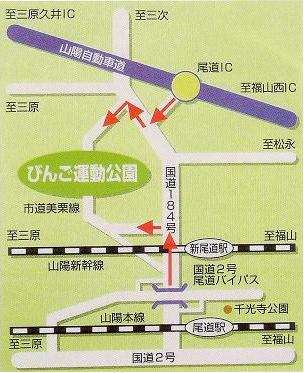 至三原久井IC
至三次
山陽自動車道
尾道IC
至福山西IC
至三原
至松永
びんご運動公園
国道184号
市道美栗線
至三原
新尾道駅
至福山
山陽新幹線
国道2号
尾道バイパス
山陽本線
千光寺公園
尾道駅
至三原
至福山
国道2号